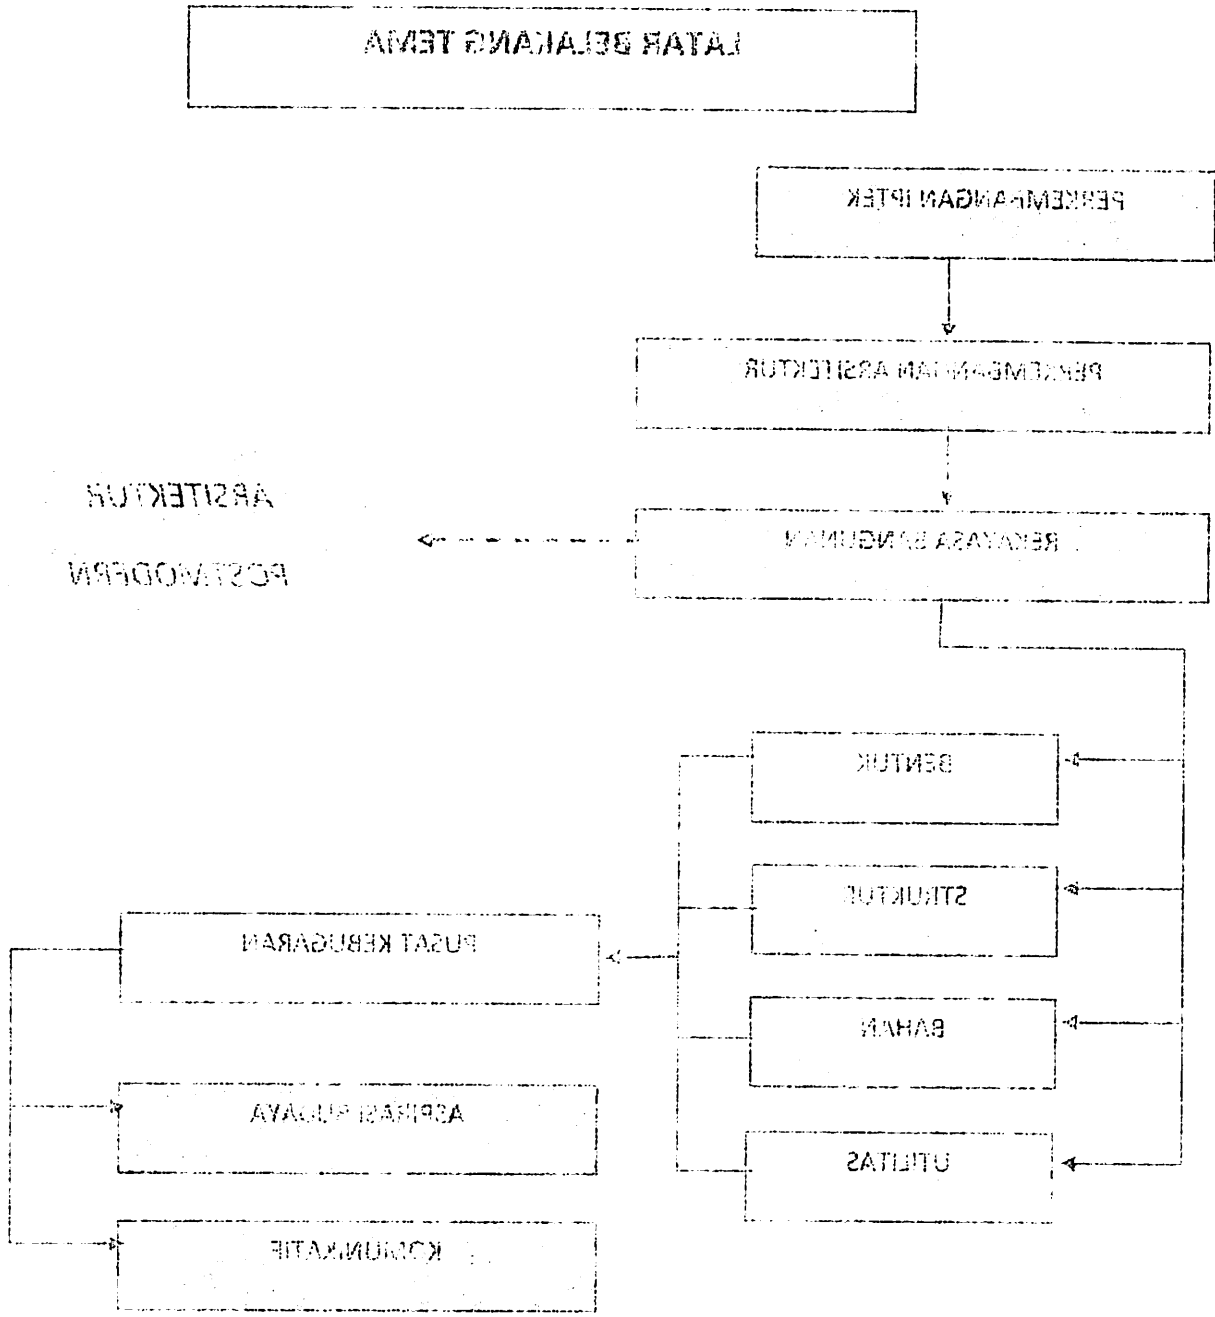 LATAR BELAKANG TEMA
PERKEMBANGAN IPTEK
PERKEMBANGAN ARSITEKTUR
ARSITEKTUR
POSTMODERN
REKAYASA BANGUNAN
BENTUK
STRUKTUR
BAHAN
UTILITAS
PUSAT KEBUGARAN
ASPIRASI BUDAYA
KOMUNIKATIF